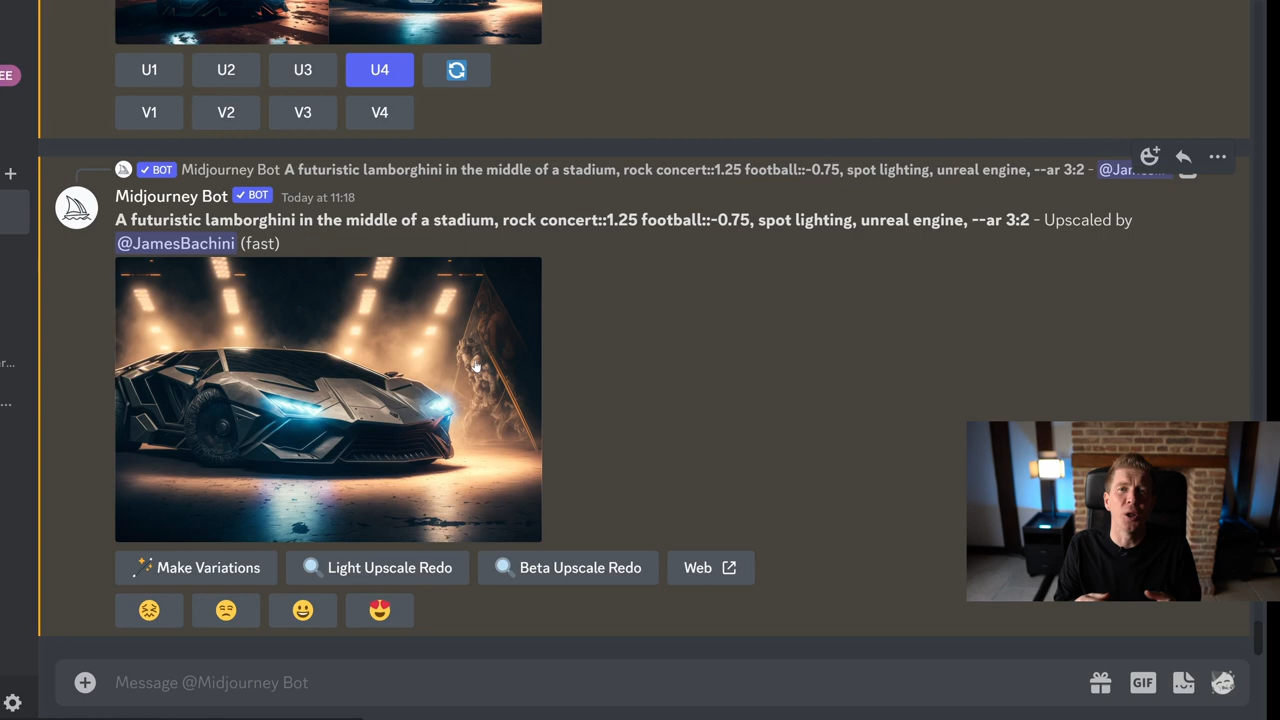 U1 U2 U3 U4
EE
V1 V2 V3 V4
BOT Midjourney Bot A futuristic lamborghini in the middle of a stadium, rock concert::1.25 football::-0.75, spot lighting, unreal engine, --ar 3:2 -
Midjourney Bot BOT Today at 11:18
A futuristic lamborghini in the middle of a stadium, rock concert::1.25 football::-0.75, spot lighting, unreal engine, --ar 3:2 - Upscaled by
@JamesBachini (fast)
r...
...
Make Variations Light Upscale Redo Beta Upscale Redo Web
Message @Midjourney Bot GIF